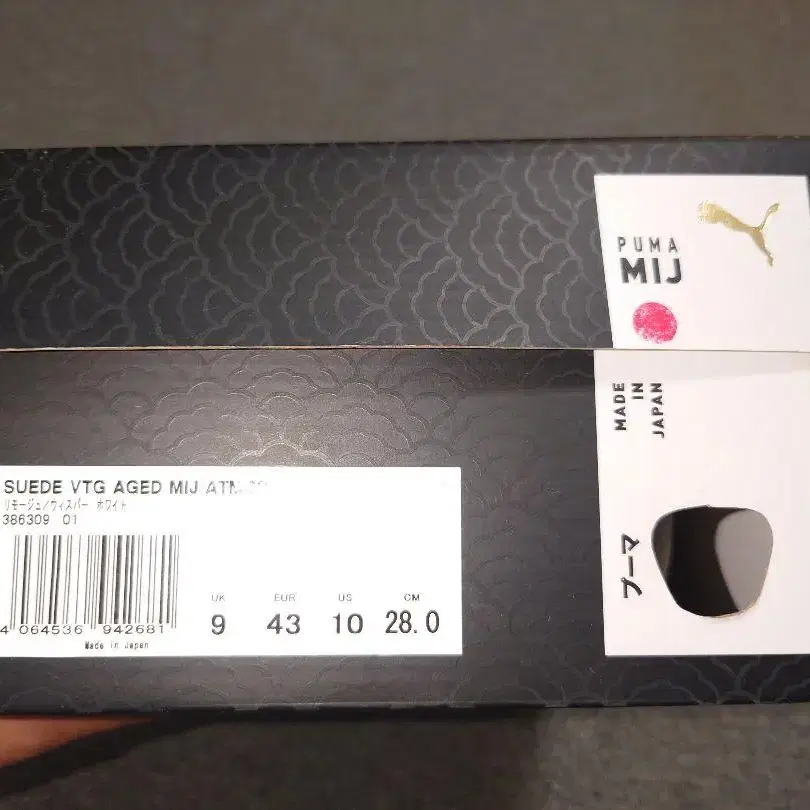 PUMA
MIJ
MADE
IN
JAPAN
プーマ
SUEDE VTG AGED MIJ
リモージュ/ウィスパー ホワイト
386309 01
UK EUR US CM
9 43 10 28.0
4 064536 942681
Made in Japan